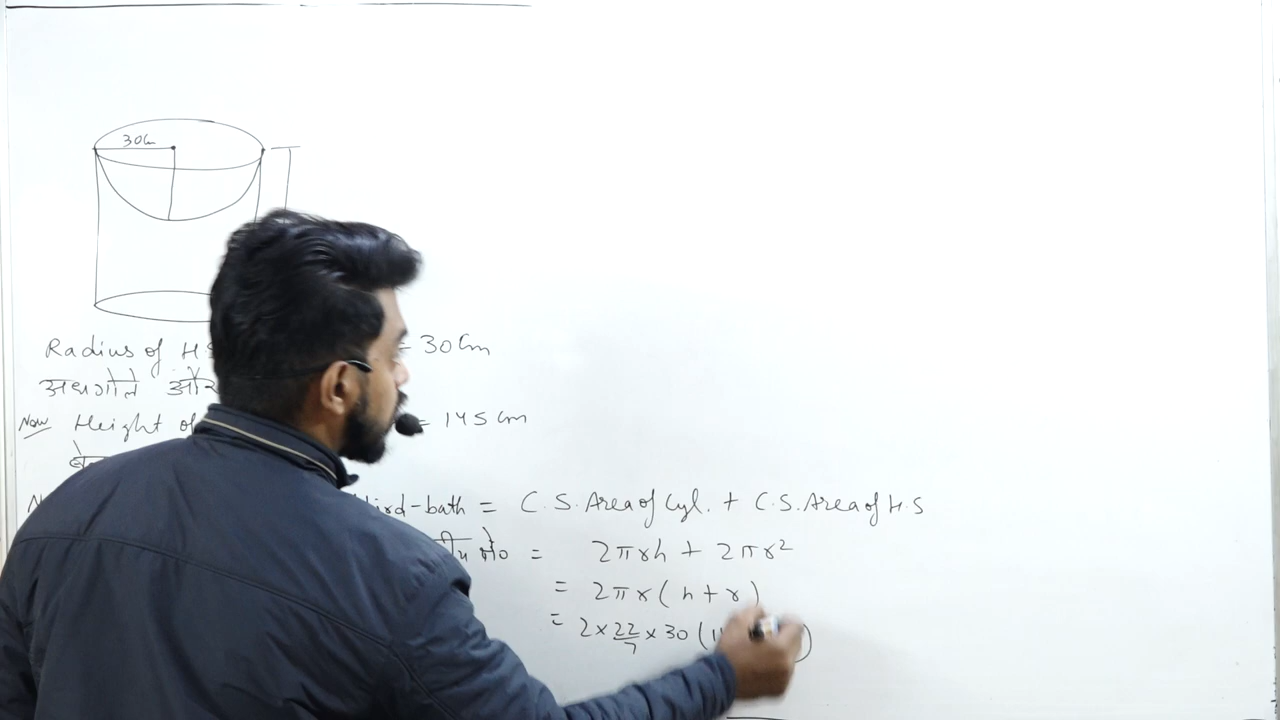 30Cm
Radius of H.S = 30 Cm
अर्धगोले
Now Height of = 145 Cm
bird-bath = C.S.Area of Cyl. + C.S.Area of H.S
= 2πrh + 2πr²
= 2πr(h+r)
= 2×22/7×30(1 )